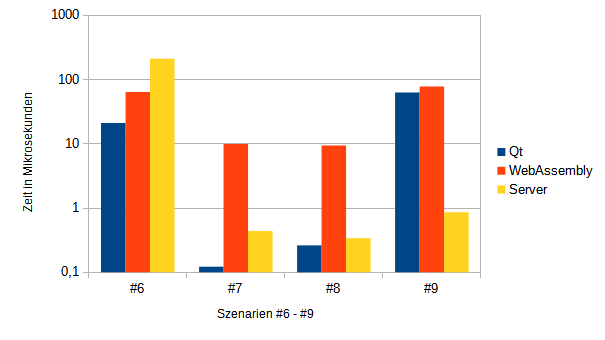 1000
100
10
1
0,1
Zeit in Mikrosekunden
#6
#7
#8
#9
Szenarien #6 - #9
Qt
WebAssembly
Server